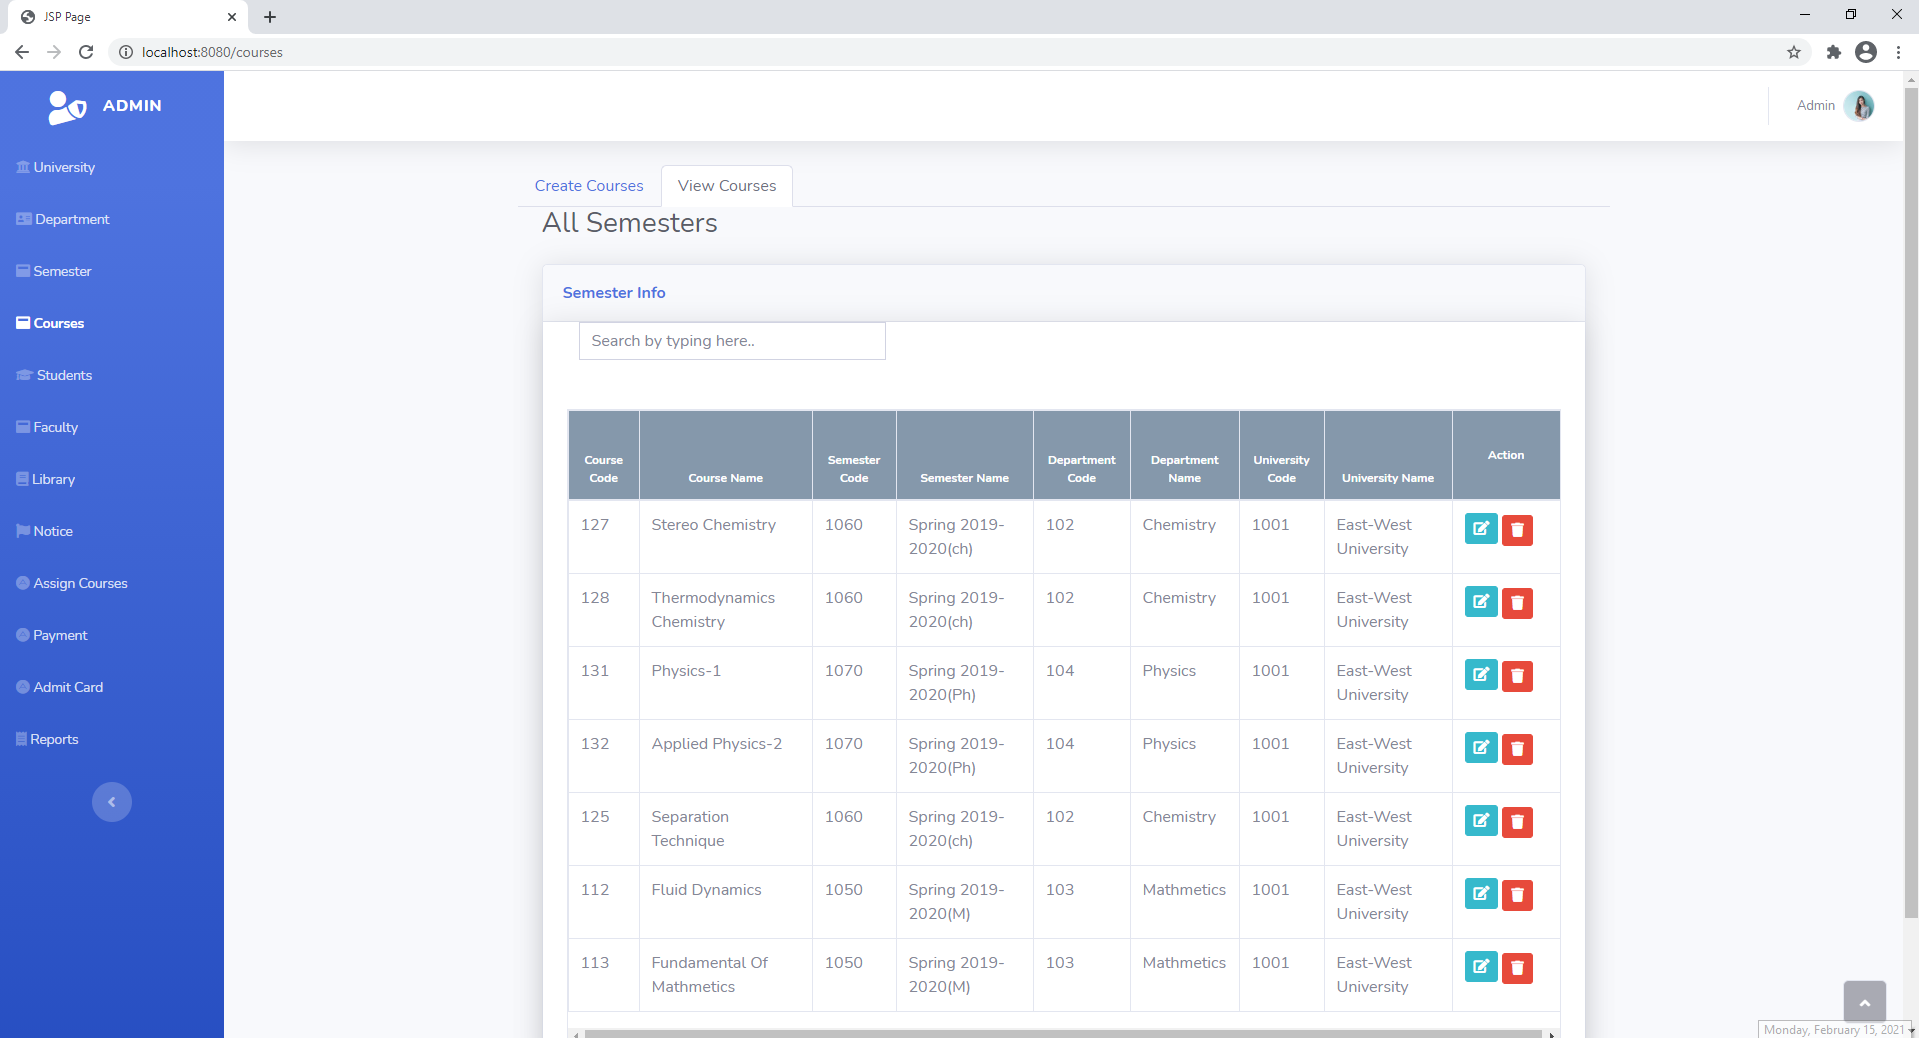 JSP Page
localhost:8080/courses
ADMIN
Admin
University
Department
Semester
Courses
Students
Faculty
Library
Notice
Assign Courses
Payment
Admit Card
Reports
Create Courses
View Courses
All Semesters
Semester Info
Search by typing here..
Course Code
Course Name
Semester Code
Semester Name
Department Code
Department Name
University Code
University Name
Action
127 Stereo Chemistry 1060 Spring 2019- 102 Chemistry 1001 East-West
2020(ch) University
128 Thermodynamics 1060 Spring 2019- 102 Chemistry 1001 East-West
Chemistry 2020(ch) University
131 Physics-1 1070 Spring 2019- 104 Physics 1001 East-West
2020(Ph) University
132 Applied Physics-2 1070 Spring 2019- 104 Physics 1001 East-West
2020(Ph) University
125 Separation 1060 Spring 2019- 102 Chemistry 1001 East-West
Technique 2020(ch) University
112 Fluid Dynamics 1050 Spring 2019- 103 Mathmetics 1001 East-West
2020(M) University
113 Fundamental Of 1050 Spring 2019- 103 Mathmetics 1001 East-West
Mathmetics 2020(M) University
Monday, February 15, 2021